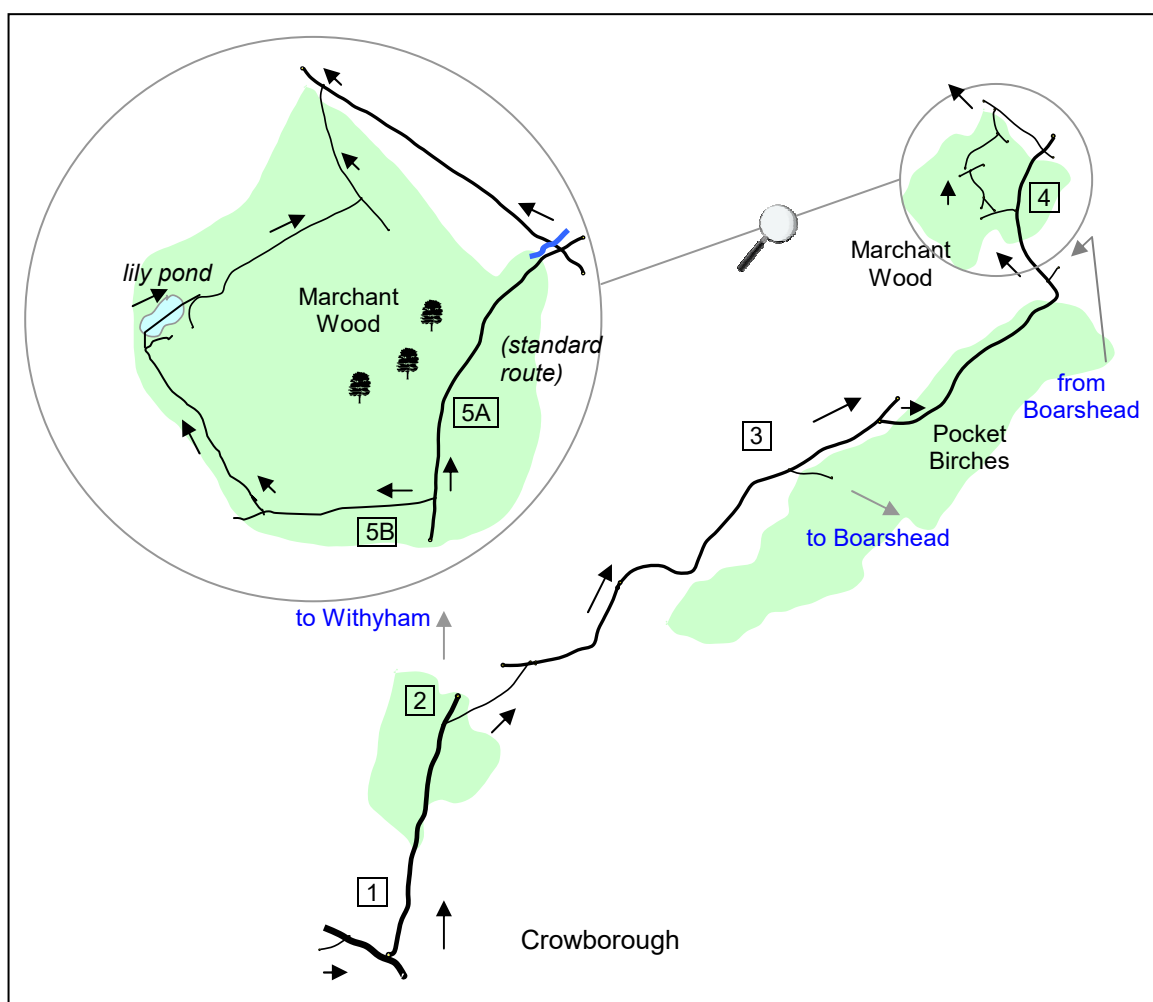 lily pond
Marchant
Wood
(standard
route)
5A
5B
4
Marchant
Wood
from
Boarshead
3
Pocket
Birches
to Boarshead
to Withyham
2
1
Crowborough